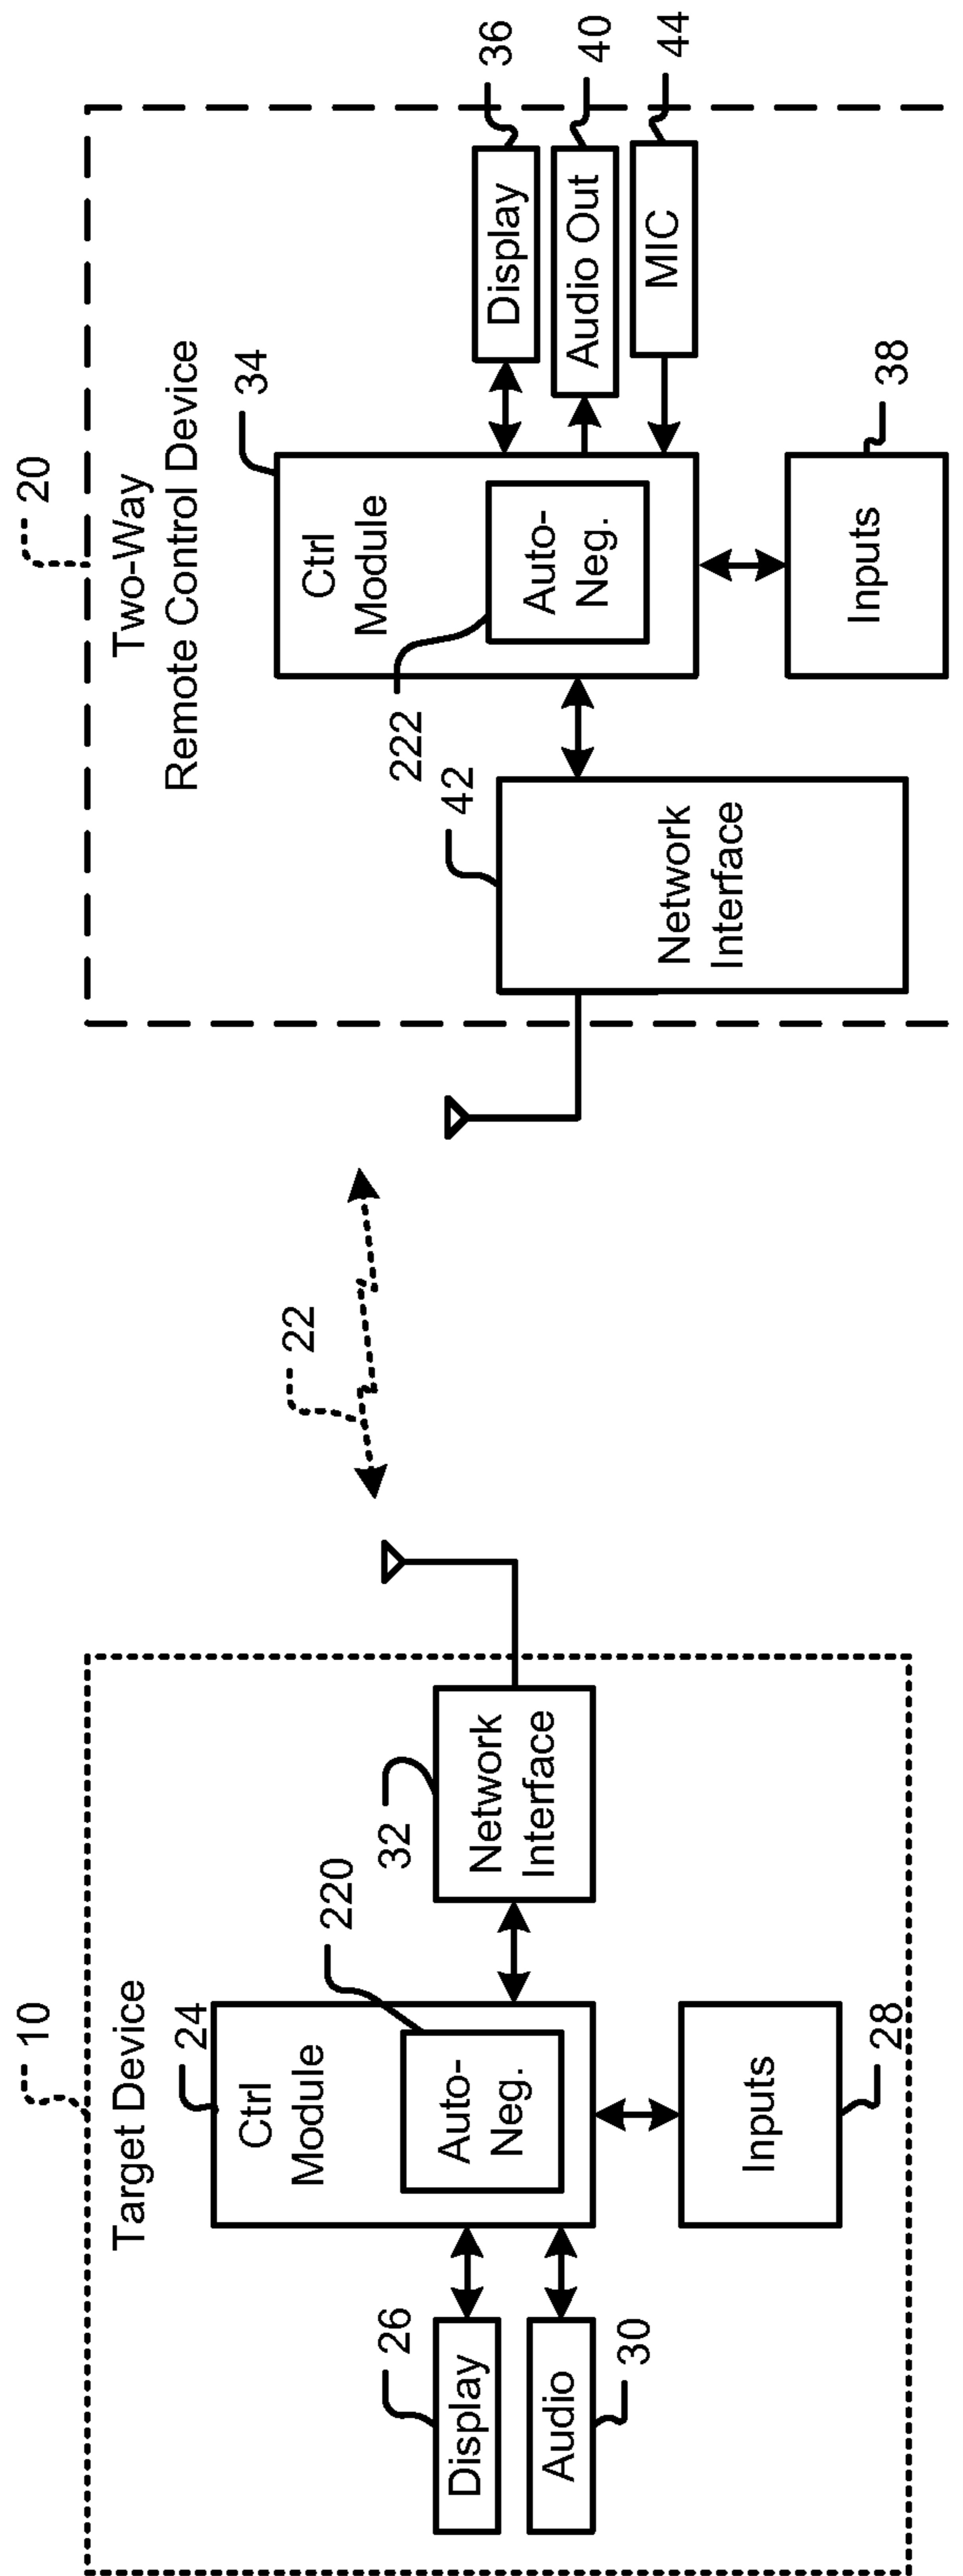 10
Target Device
24
Ctrl
Module
220
Auto-
Neg.
26
Display
Audio
30
32
Network
Interface
Inputs
28
22
20
Two-Way
Remote Control Device
34
Ctrl
Module
222
Auto-
Neg.
42
Network
Interface
Display
36
Audio Out
40
MIC
44
Inputs
38